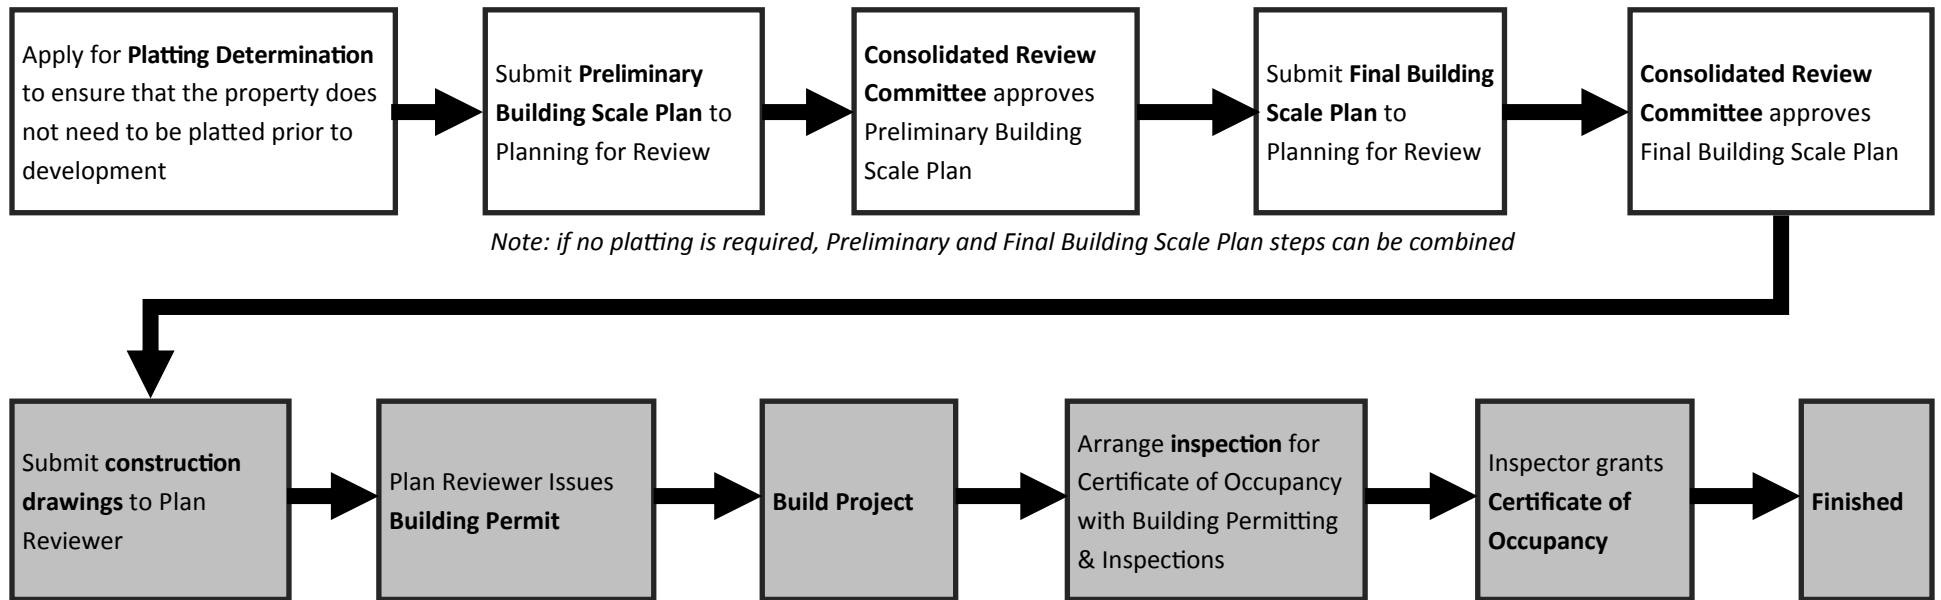 Apply for Platting Determination
to ensure that the property does
not need to be platted prior to
development
Submit Preliminary
Building Scale Plan to
Planning for Review
Consolidated Review
Committee approves
Preliminary Building
Scale Plan
Submit Final Building
Scale Plan to
Planning for Review
Consolidated Review
Committee approves
Final Building Scale Plan
Note: if no platting is required, Preliminary and Final Building Scale Plan steps can be combined
Submit construction
drawings to Plan
Reviewer
Plan Reviewer Issues
Building Permit
Build Project
Arrange inspection for
Certificate of Occupancy
with Building Permitting
& Inspections
Inspector grants
Certificate of
Occupancy
Finished